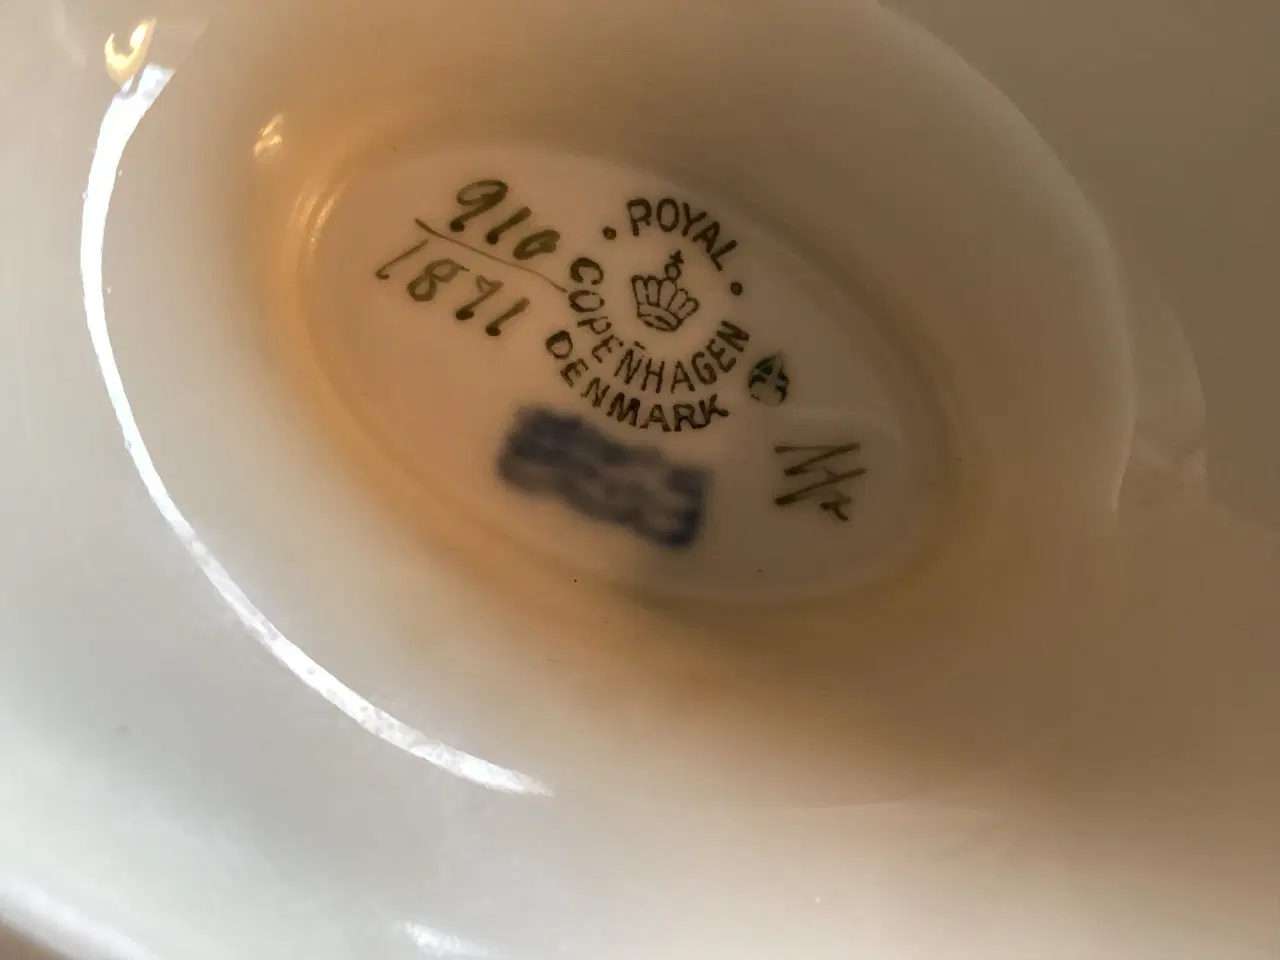 910
1871
ROYAL
COPENHAGEN
DENMARK